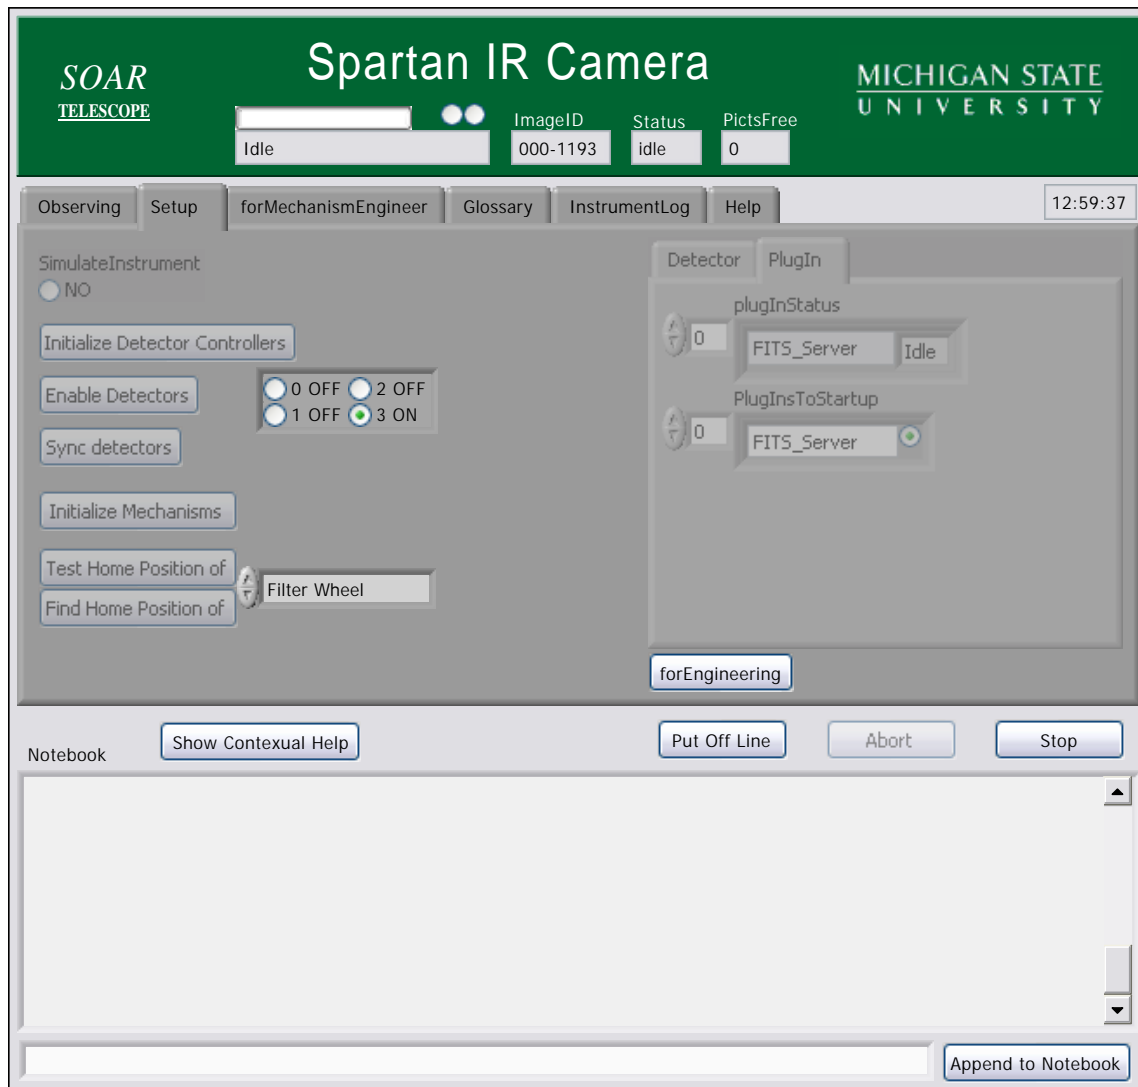 Spartan IR Camera
SOAR
TELESCOPE
MICHIGAN STATE
UNIVERSITY
ImageID Status PictsFree
Idle 000-1193 idle 0
Observing Setup forMechanismEngineer Glossary InstrumentLog Help 12:59:37
SimulateInstrument
NO
Initialize Detector Controllers
Enable Detectors
0 OFF 2 OFF
1 OFF 3 ON
Sync detectors
Initialize Mechanisms
Test Home Position of
Filter Wheel
Find Home Position of
Detector PlugIn
plugInStatus
0 FITS_Server Idle
PlugInsToStartup
0 FITS_Server
forEngineering
Notebook Show Contexual Help Put Off Line Abort Stop
Append to Notebook